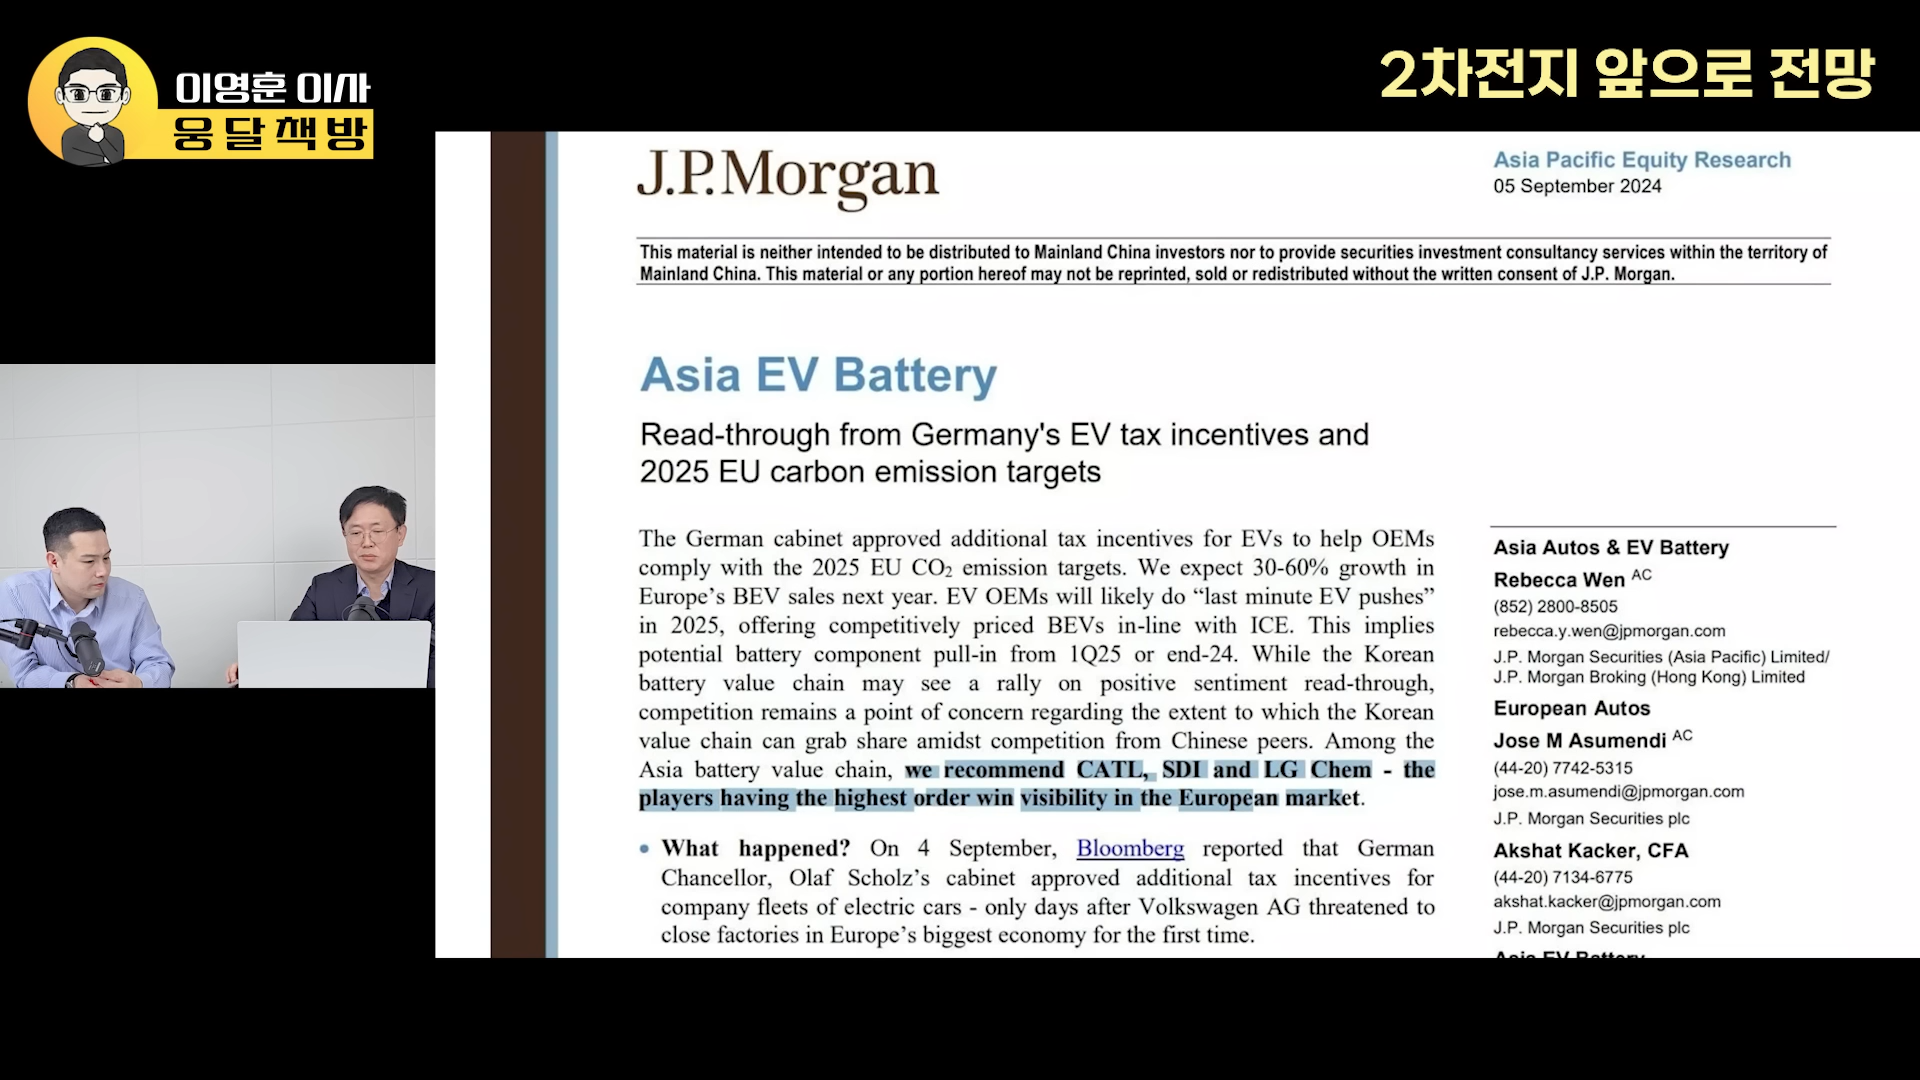 이영훈 이사
웅달책방
2차전지 앞으로 전망
J.P.Morgan
Asia Pacific Equity Research
05 September 2024
This material is neither intended to be distributed to Mainland China investors nor to provide securities investment consultancy services within the territory of
Mainland China. This material or any portion hereof may not be reprinted, sold or redistributed without the written consent of J.P. Morgan.
Asia EV Battery
Read-through from Germany's EV tax incentives and
2025 EU carbon emission targets
The German cabinet approved additional tax incentives for EVs to help OEMs
comply with the 2025 EU CO₂ emission targets. We expect 30-60% growth in
Europe’s BEV sales next year. EV OEMs will likely do “last minute EV pushes”
in 2025, offering competitively priced BEVs in-line with ICE. This implies
potential battery component pull-in from 1Q25 or end-24. While the Korean
battery value chain may see a rally on positive sentiment read-through,
competition remains a point of concern regarding the extent to which the Korean
value chain can grab share amidst competition from Chinese peers. Among the
Asia battery value chain, we recommend CATL, SDI and LG Chem - the
players having the highest order win visibility in the European market.
• What happened? On 4 September, Bloomberg reported that German
Chancellor, Olaf Scholz’s cabinet approved additional tax incentives for
company fleets of electric cars - only days after Volkswagen AG threatened to
close factories in Europe’s biggest economy for the first time.
Asia Autos & EV Battery
Rebecca Wen AC
(852) 2800-8505
rebecca.y.wen@jpmorgan.com
J.P. Morgan Securities (Asia Pacific) Limited/
J.P. Morgan Broking (Hong Kong) Limited
European Autos
Jose M Asumendi AC
(44-20) 7742-5315
jose.m.asumendi@jpmorgan.com
J.P. Morgan Securities plc
Akshat Kacker, CFA
(44-20) 7134-6775
akshat.kacker@jpmorgan.com
J.P. Morgan Securities plc
Asia EV Battery